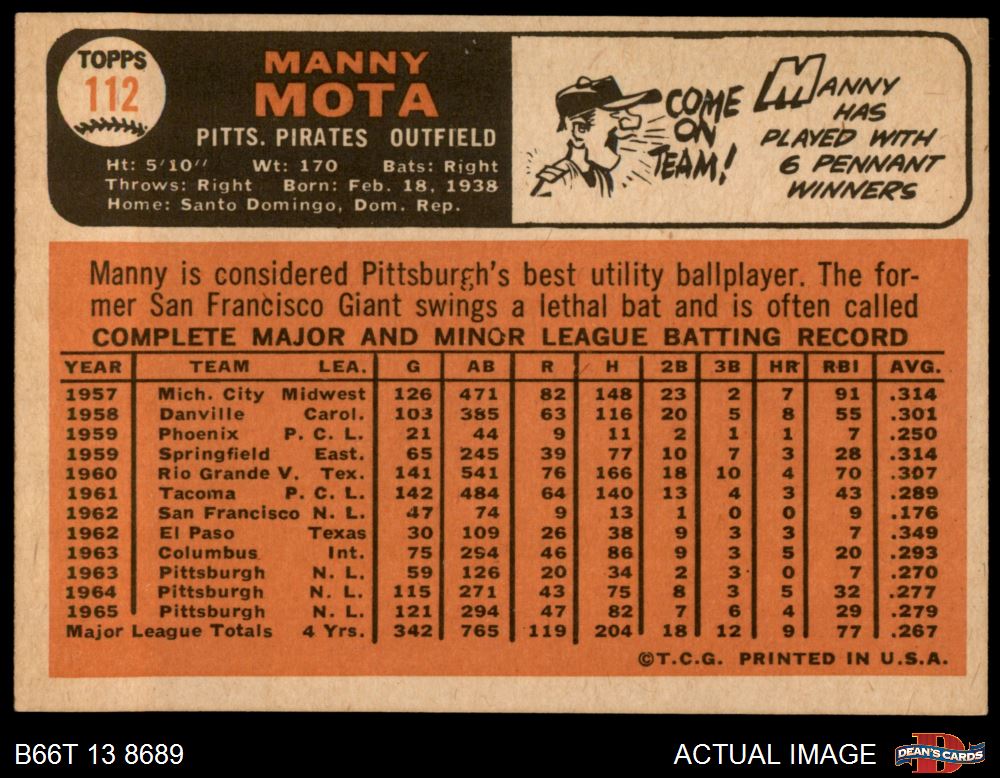 TOPPS
112
MANNY
MOTA
PITTS. PIRATES OUTFIELD
Ht: 5'10" Wt: 170 Bats: Right
Throws: Right Born: Feb. 18, 1938
Home: Santo Domingo, Dom. Rep.
COME
ON
TEAM!
MANNY
HAS
PLAYED WITH
6 PENNANT
WINNERS
Manny is considered Pittsburgh's best utility ballplayer. The for-
mer San Francisco Giant swings a lethal bat and is often called
COMPLETE MAJOR AND MINOR LEAGUE BATTING RECORD
YEAR TEAM LEA. G AB R H 2B 3B HR RBI AVG.
1957 Mich. City Midwest 126 471 82 148 23 2 7 91 .314
1958 Danville Carol. 103 385 63 116 20 5 8 55 .301
1959 Phoenix P. C. L. 21 44 9 11 2 1 1 7 .250
1959 Springfield East. 65 245 39 77 10 7 3 28 .314
1960 Rio Grande V. Tex. 141 541 76 166 18 10 4 70 .307
1961 Tacoma P. C. L. 142 484 64 140 13 4 3 43 .289
1962 San Francisco N. L. 47 74 9 13 1 0 0 9 .176
1962 El Paso Texas 30 109 26 38 9 3 3 7 .349
1963 Columbus Int. 75 294 46 86 9 3 5 20 .293
1963 Pittsburgh N. L. 59 126 20 34 2 3 0 7 .270
1964 Pittsburgh N. L. 115 271 43 75 8 3 5 32 .277
1965 Pittsburgh N. L. 121 294 47 82 7 6 4 29 .279
Major League Totals 4 Yrs. 342 765 119 204 18 12 9 77 .267
©T.C.G. PRINTED IN U.S.A.
B66T 13 8689
ACTUAL IMAGE
DEAN'S CARDS